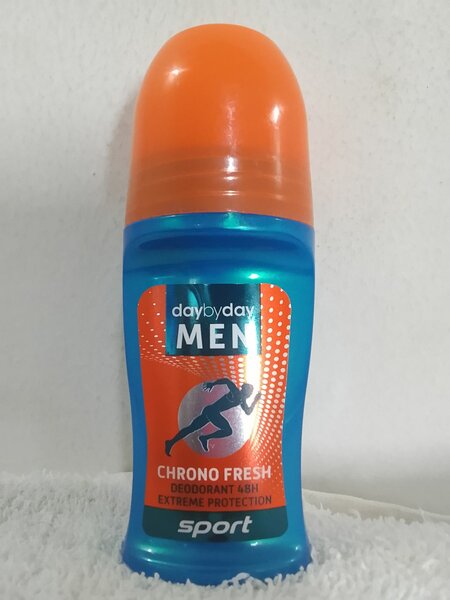 daybyday
MEN
CHRONO FRESH
DEODORANT 48H
EXTREME PROTECTION
sport